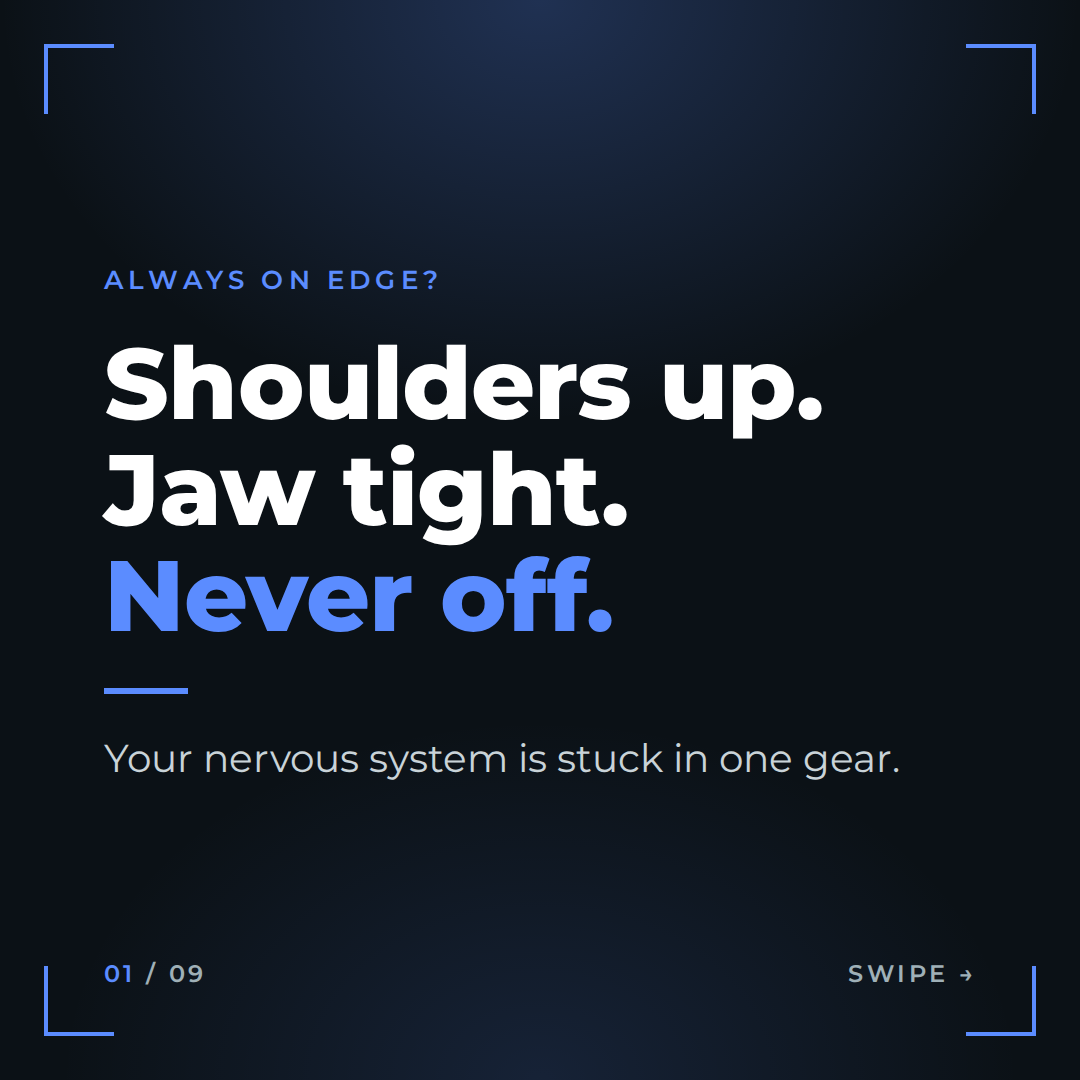 ALWAYS ON EDGE?
Shoulders up.
Jaw tight.
Never off.
Your nervous system is stuck in one gear.
01 / 09
SWIPE →